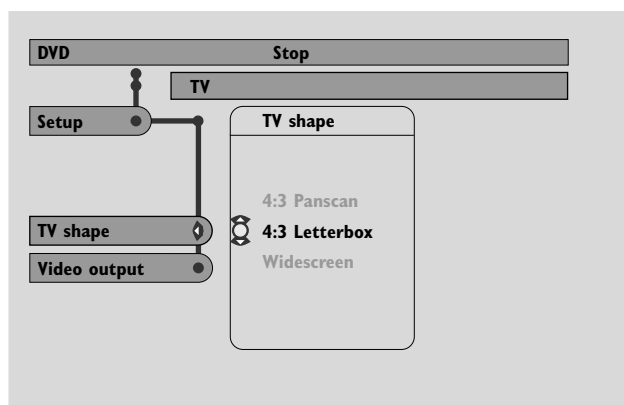 DVD Stop
TV
Setup
TV shape
4:3 Panscan
TV shape
4:3 Letterbox
Video output
Widescreen